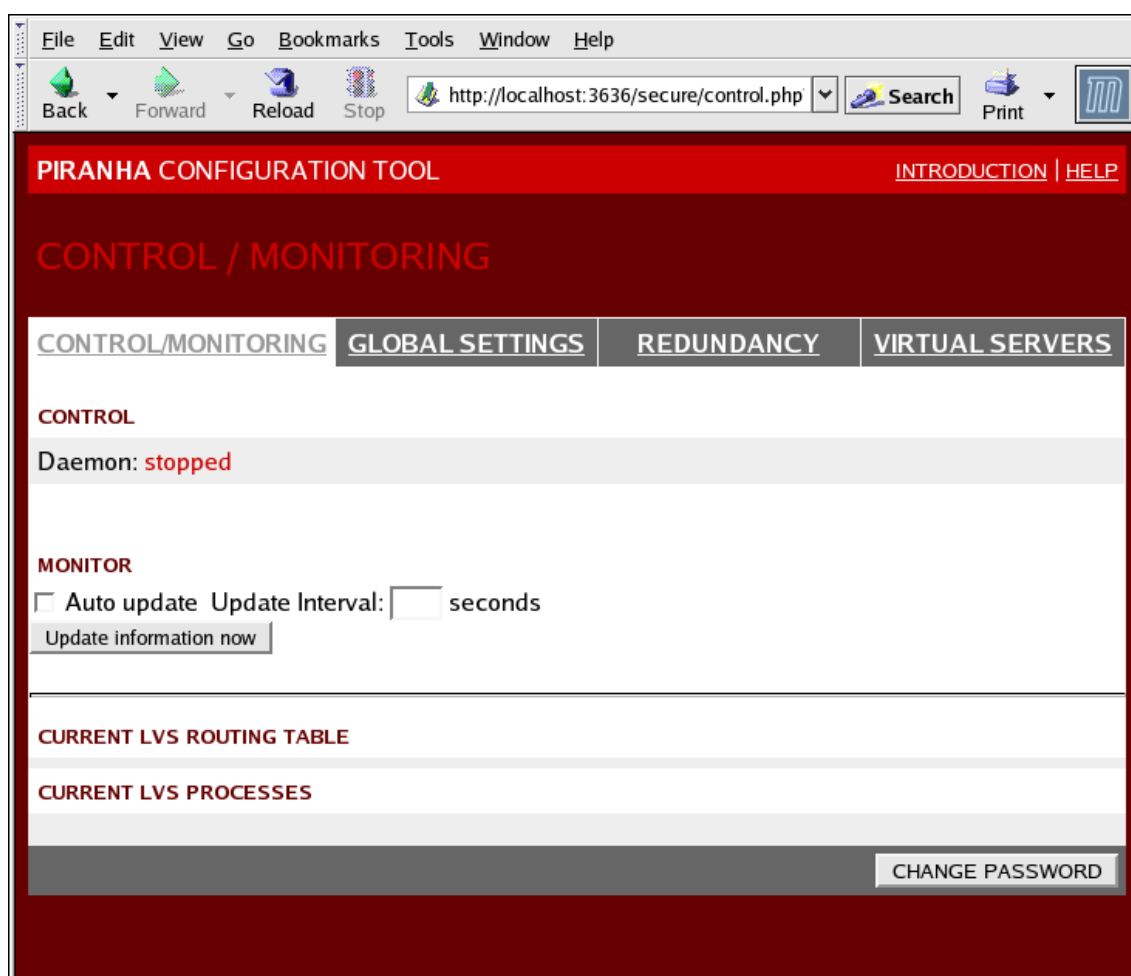 File Edit View Go Bookmarks Tools Window Help
Back Forward Reload Stop http://localhost:3636/secure/control.php Search Print
PIRANHA CONFIGURATION TOOL INTRODUCTION | HELP
CONTROL / MONITORING
CONTROL/MONITORING GLOBAL SETTINGS REDUNDANCY VIRTUAL SERVERS
CONTROL
Daemon: stopped
MONITOR
Auto update Update Interval: seconds
Update information now
CURRENT LVS ROUTING TABLE
CURRENT LVS PROCESSES
CHANGE PASSWORD